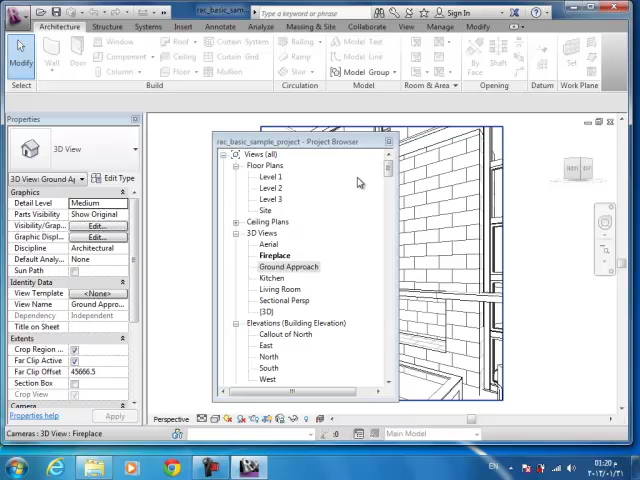 rac_basic_sam...
Type a keyword or phrase
Sign In
Architecture Structure Systems Insert Annotate Analyze Massing & Site Collaborate View Manage Modify
Modify
Wall
Door
Window
Component
Column
Roof
Ceiling
Floor
Curtain System
Curtain Grid
Mullion
Railing
Ramp
Stair
Model Text
Model Line
Model Group
By Face
Shaft
Set
Select
Build
Circulation
Model
Room & Area
Opening
Work Plane
Properties
3D View
3D View: Ground Ap
Edit Type
Graphics
Detail Level Medium
Parts Visibility Show Original
Visibility/Grap... Edit...
Graphic Displ... Edit...
Discipline Architectural
Default Analy... None
Sun Path
Identity Data
View Template <None>
View Name Ground Appro...
Dependency Independent
Title on Sheet
Extents
Crop Region ...
Far Clip Active
Far Clip Offset 45666.5
Section Box
Crop View
Camera
Properties help
Apply
rac_basic_sample_project - Project Browser
Views (all)
Floor Plans
Level 1
Level 2
Level 3
Site
Ceiling Plans
3D Views
Aerial
Fireplace
Ground Approach
Kitchen
Living Room
Sectional Persp
{3D}
Elevations (Building Elevation)
Callout of North
East
North
South
West
Perspective
Cameras : 3D View : Fireplace
:0
Main Model
EN
م 01:20
٢٠١٣/٠١/٣١